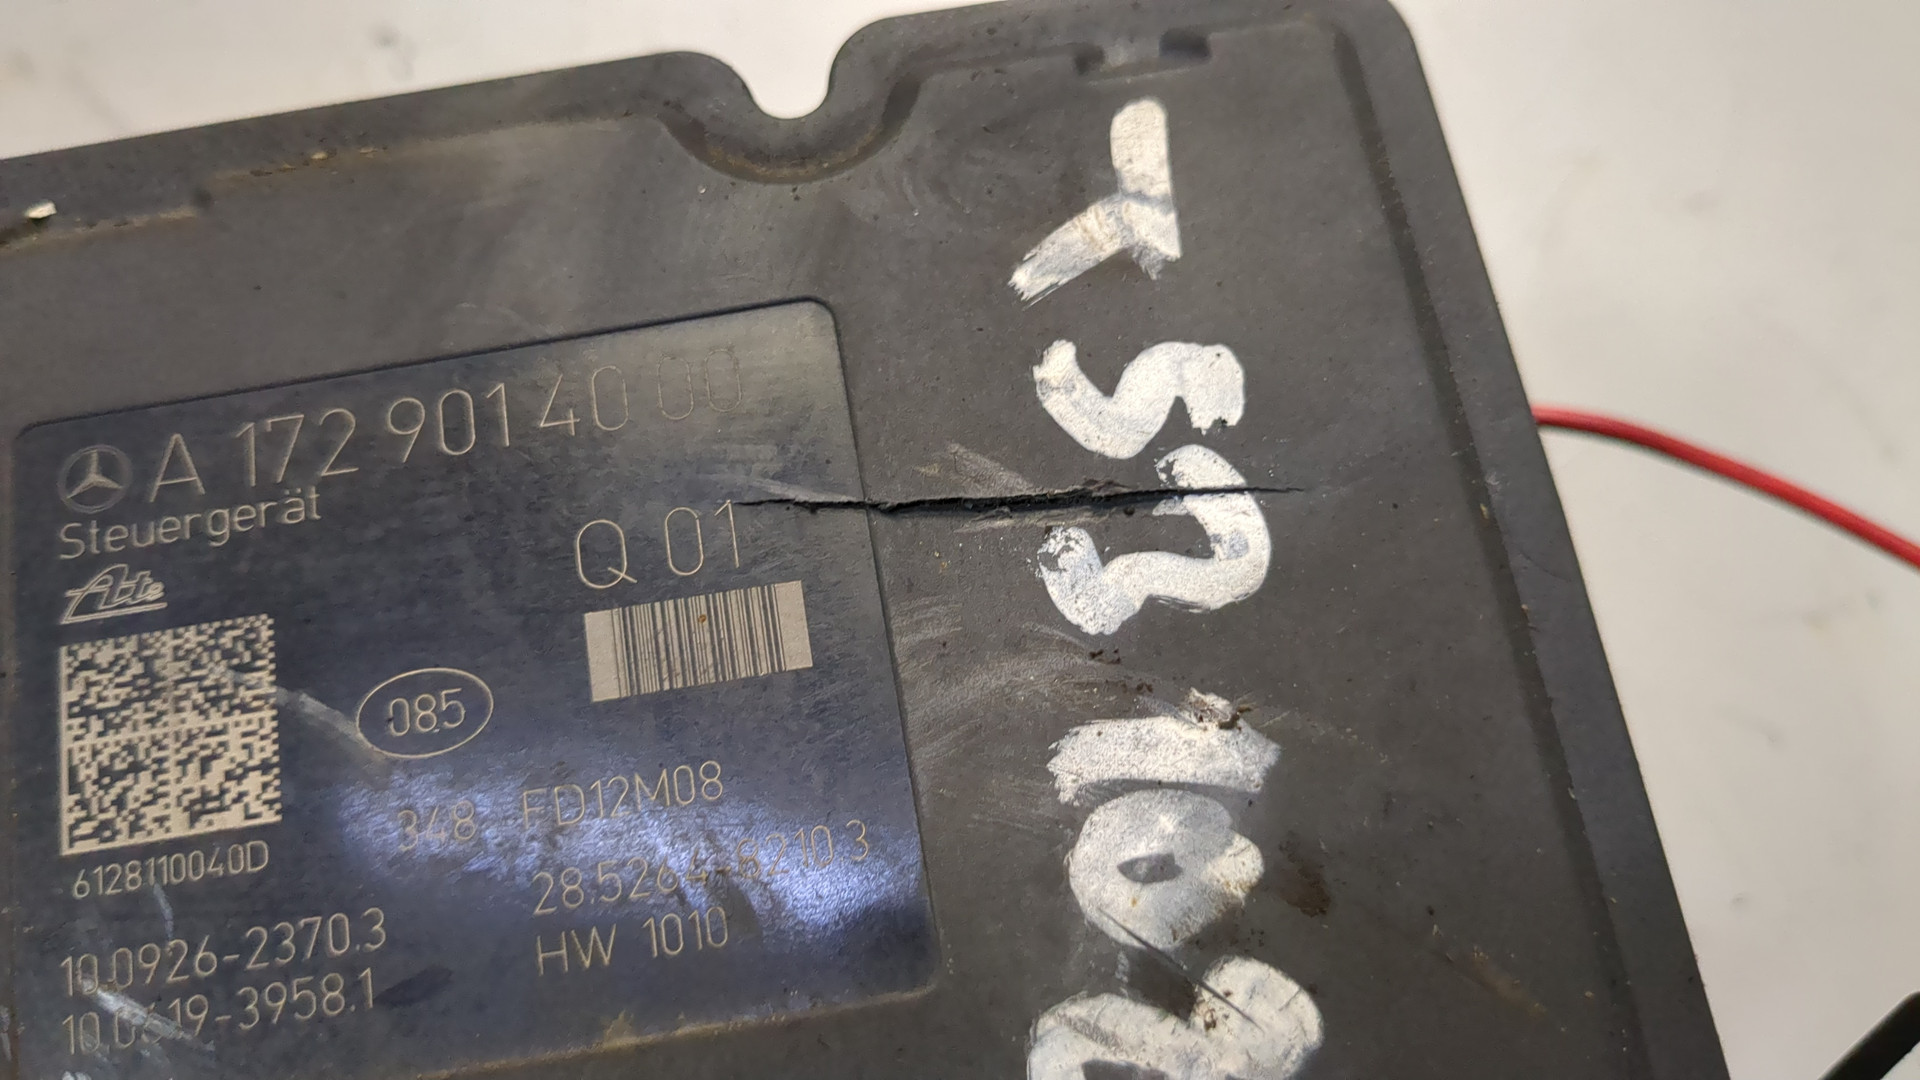 A 172 901 40 00
Steuergerät
Q 01
Ate
085
348 FD12M08
6128110040D
28.5264-8210.3
10.0926-2370.3
HW 1010
10.0619-3958.1